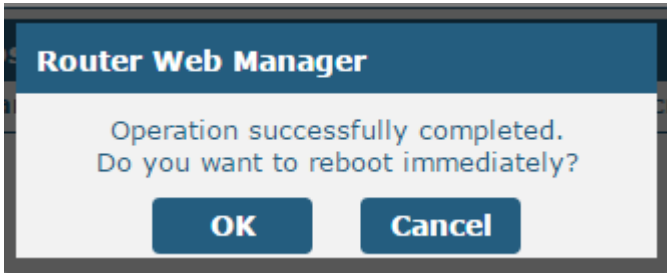 Router Web Manager
Operation successfully completed.
Do you want to reboot immediately?
OK Cancel